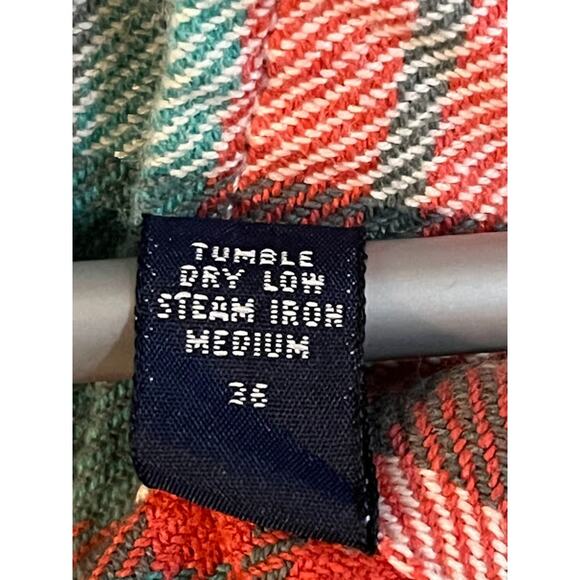 TUMBLE
DRY LOW
STEAM IRON
MEDIUM
36